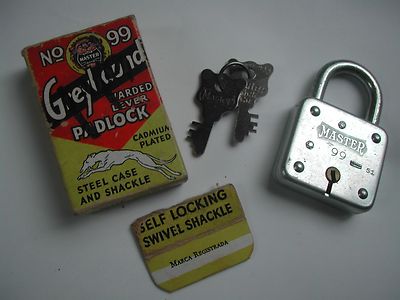 No 99
MASTER
Greyhound
WARDED
LEVER
PADLOCK
CADMIUM
PLATED
STEEL CASE
AND SHACKLE
SELF LOCKING
SWIVEL SHACKLE
MARCA REGISTRADA
Master
MASTER
99